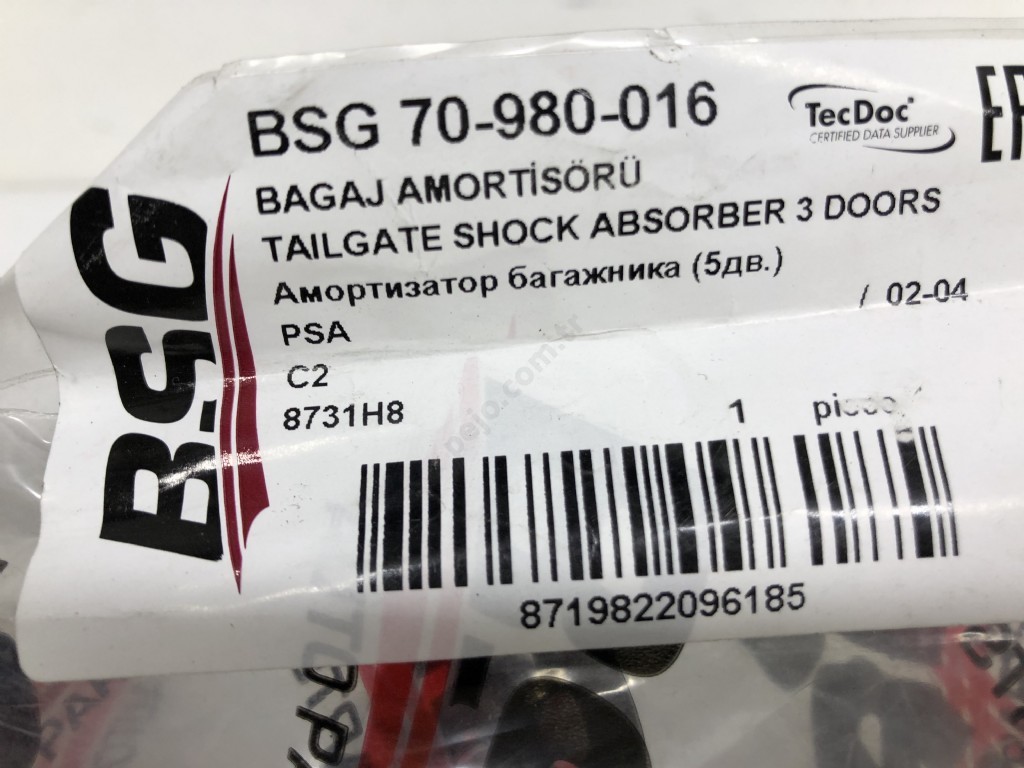 BSG 70-980-016
TecDoc
CERTIFIED DATA SUPPLIER
BSG
BAGAJ AMORTİSÖRÜ
TAILGATE SHOCK ABSORBER 3 DOORS
Амортизатор багажника (5дв.)
/ 02-04
PSA
C2
8731H8
1
8719822096185